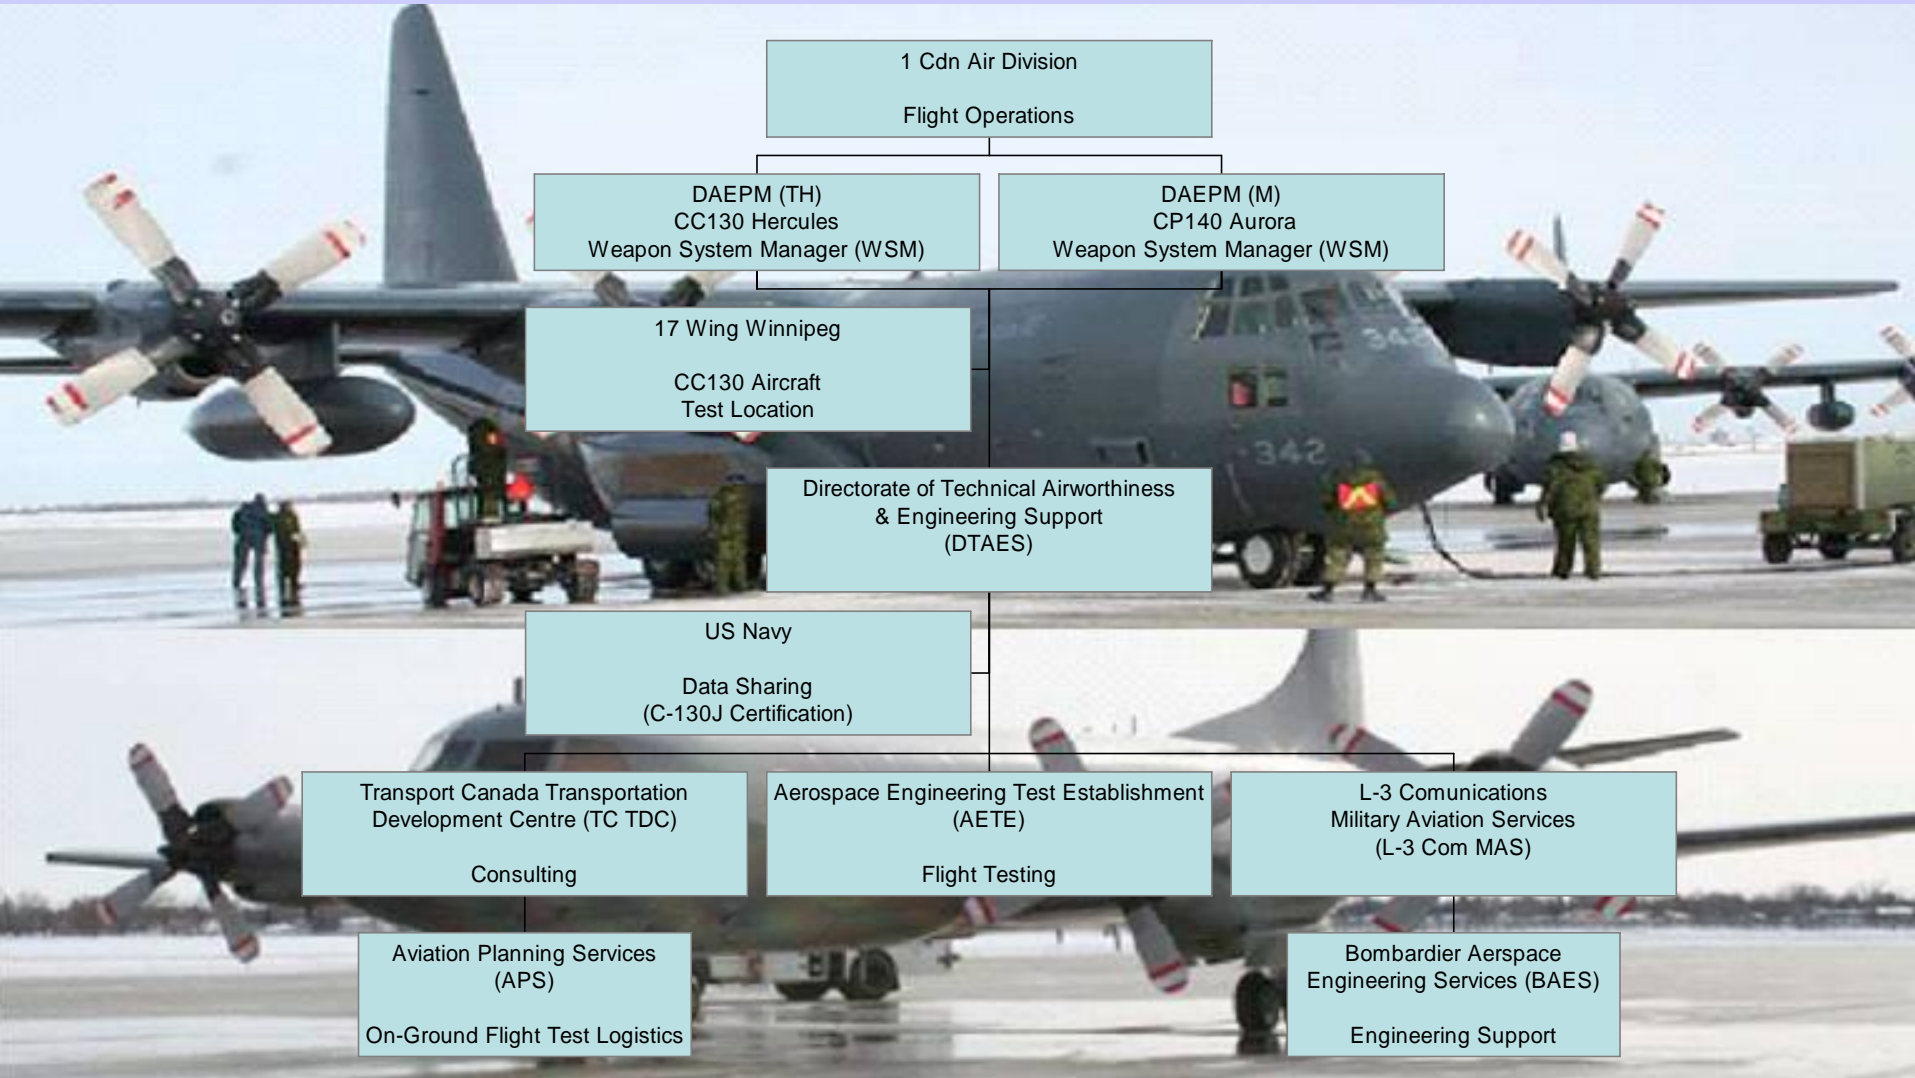 1 Cdn Air Division
Flight Operations
DAEPM (TH)
CC130 Hercules
Weapon System Manager (WSM)
DAEPM (M)
CP140 Aurora
Weapon System Manager (WSM)
17 Wing Winnipeg
CC130 Aircraft
Test Location
342
342
Directorate of Technical Airworthiness
& Engineering Support
(DTAES)
US Navy
Data Sharing
(C-130J Certification)
Transport Canada Transportation
Development Centre (TC TDC)
Consulting
Aerospace Engineering Test Establishment
(AETE)
Flight Testing
L-3 Comunications
Military Aviation Services
(L-3 Com MAS)
Aviation Planning Services
(APS)
On-Ground Flight Test Logistics
Bombardier Aerospace
Engineering Services (BAES)
Engineering Support